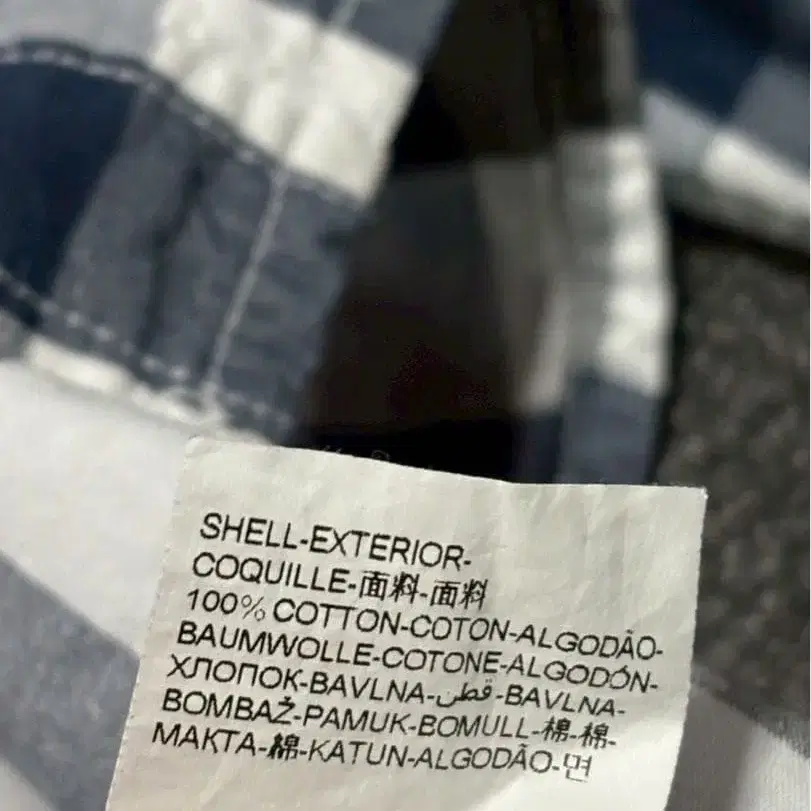 SHELL-EXTERIOR-
COQUILLE-面料-面料
100% COTTON-COTON-ALGODÃO-
BAUMWOLLE-COTONE-ALGODÓN-
ХЛОПОК-BAVLNA-قطن-BAVLNA-
BOMBAŽ-PAMUK-BOMULL-棉-棉-
MAKTA-綿-KATUN-ALGODÃO-면